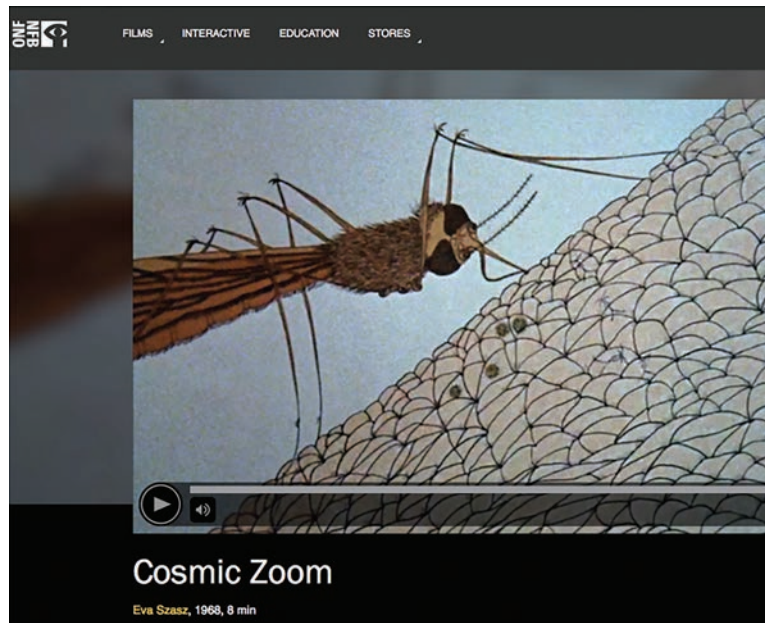 ONF
NFB
FILMS INTERACTIVE EDUCATION STORES
Cosmic Zoom
Eva Szasz, 1968, 8 min